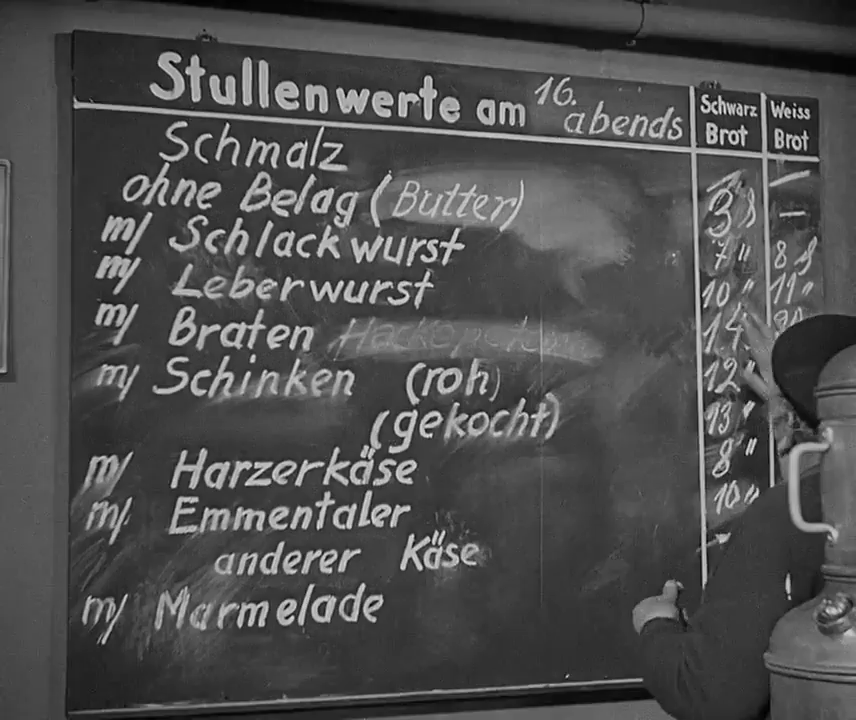 Stullenwerte am 16. abends Schwarz Brot Weiss Brot
Schmalz
ohne Belag (Butter) 3 —
m/ Schlackwurst 7 " 8
m/ Leberwurst 10 " 11 "
m/ Braten 14
m/ Schinken (roh) 12 "
(gekocht) 13 "
m/ Harzerkäse 8 "
m/ Emmentaler 10 "
anderer Käse
m/ Marmelade